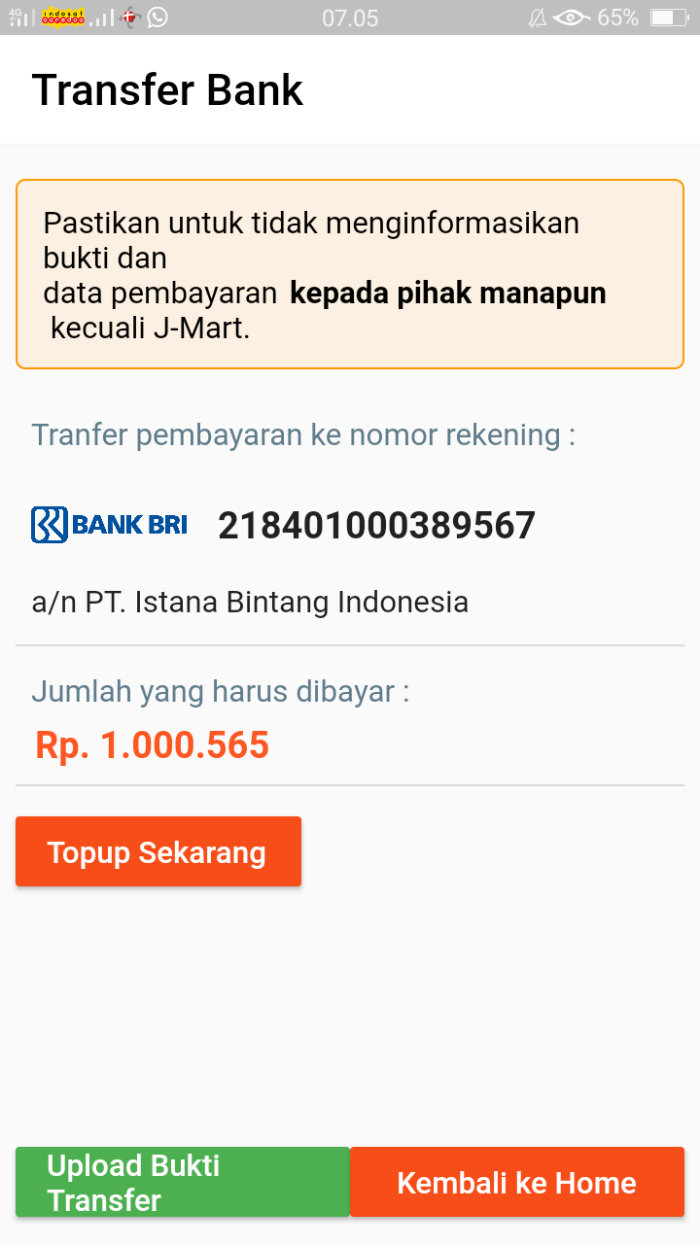 4G indosat ooredoo 07.05 65%
Transfer Bank
Pastikan untuk tidak menginformasikan
bukti dan
data pembayaran kepada pihak manapun
kecuali J-Mart.
Tranfer pembayaran ke nomor rekening :
BANK BRI 218401000389567
a/n PT. Istana Bintang Indonesia
Jumlah yang harus dibayar :
Rp. 1.000.565
Topup Sekarang
Upload Bukti
Transfer
Kembali ke Home